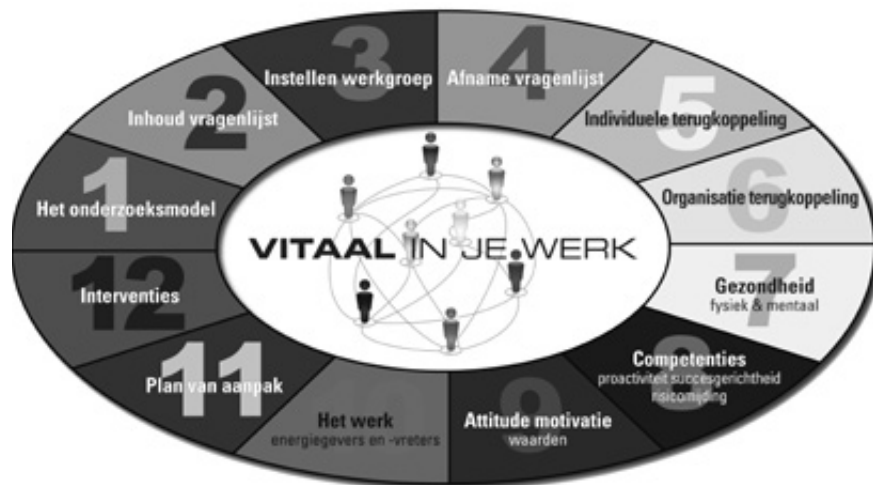 1
Het onderzoeksmodel
2
Inhoud vragenlijst
3
Instellen werkgroep
4
Afname vragenlijst
5
Individuele terugkoppeling
6
Organisatie terugkoppeling
7
Gezondheid
fysiek & mentaal
8
Competenties
proactiviteit succesgerichtheid
risicomijding
9
Attitude motivatie
waarden
10
Het werk
energiegevers en -vreters
11
Plan van aanpak
12
Interventies
VITAAL IN JE WERK